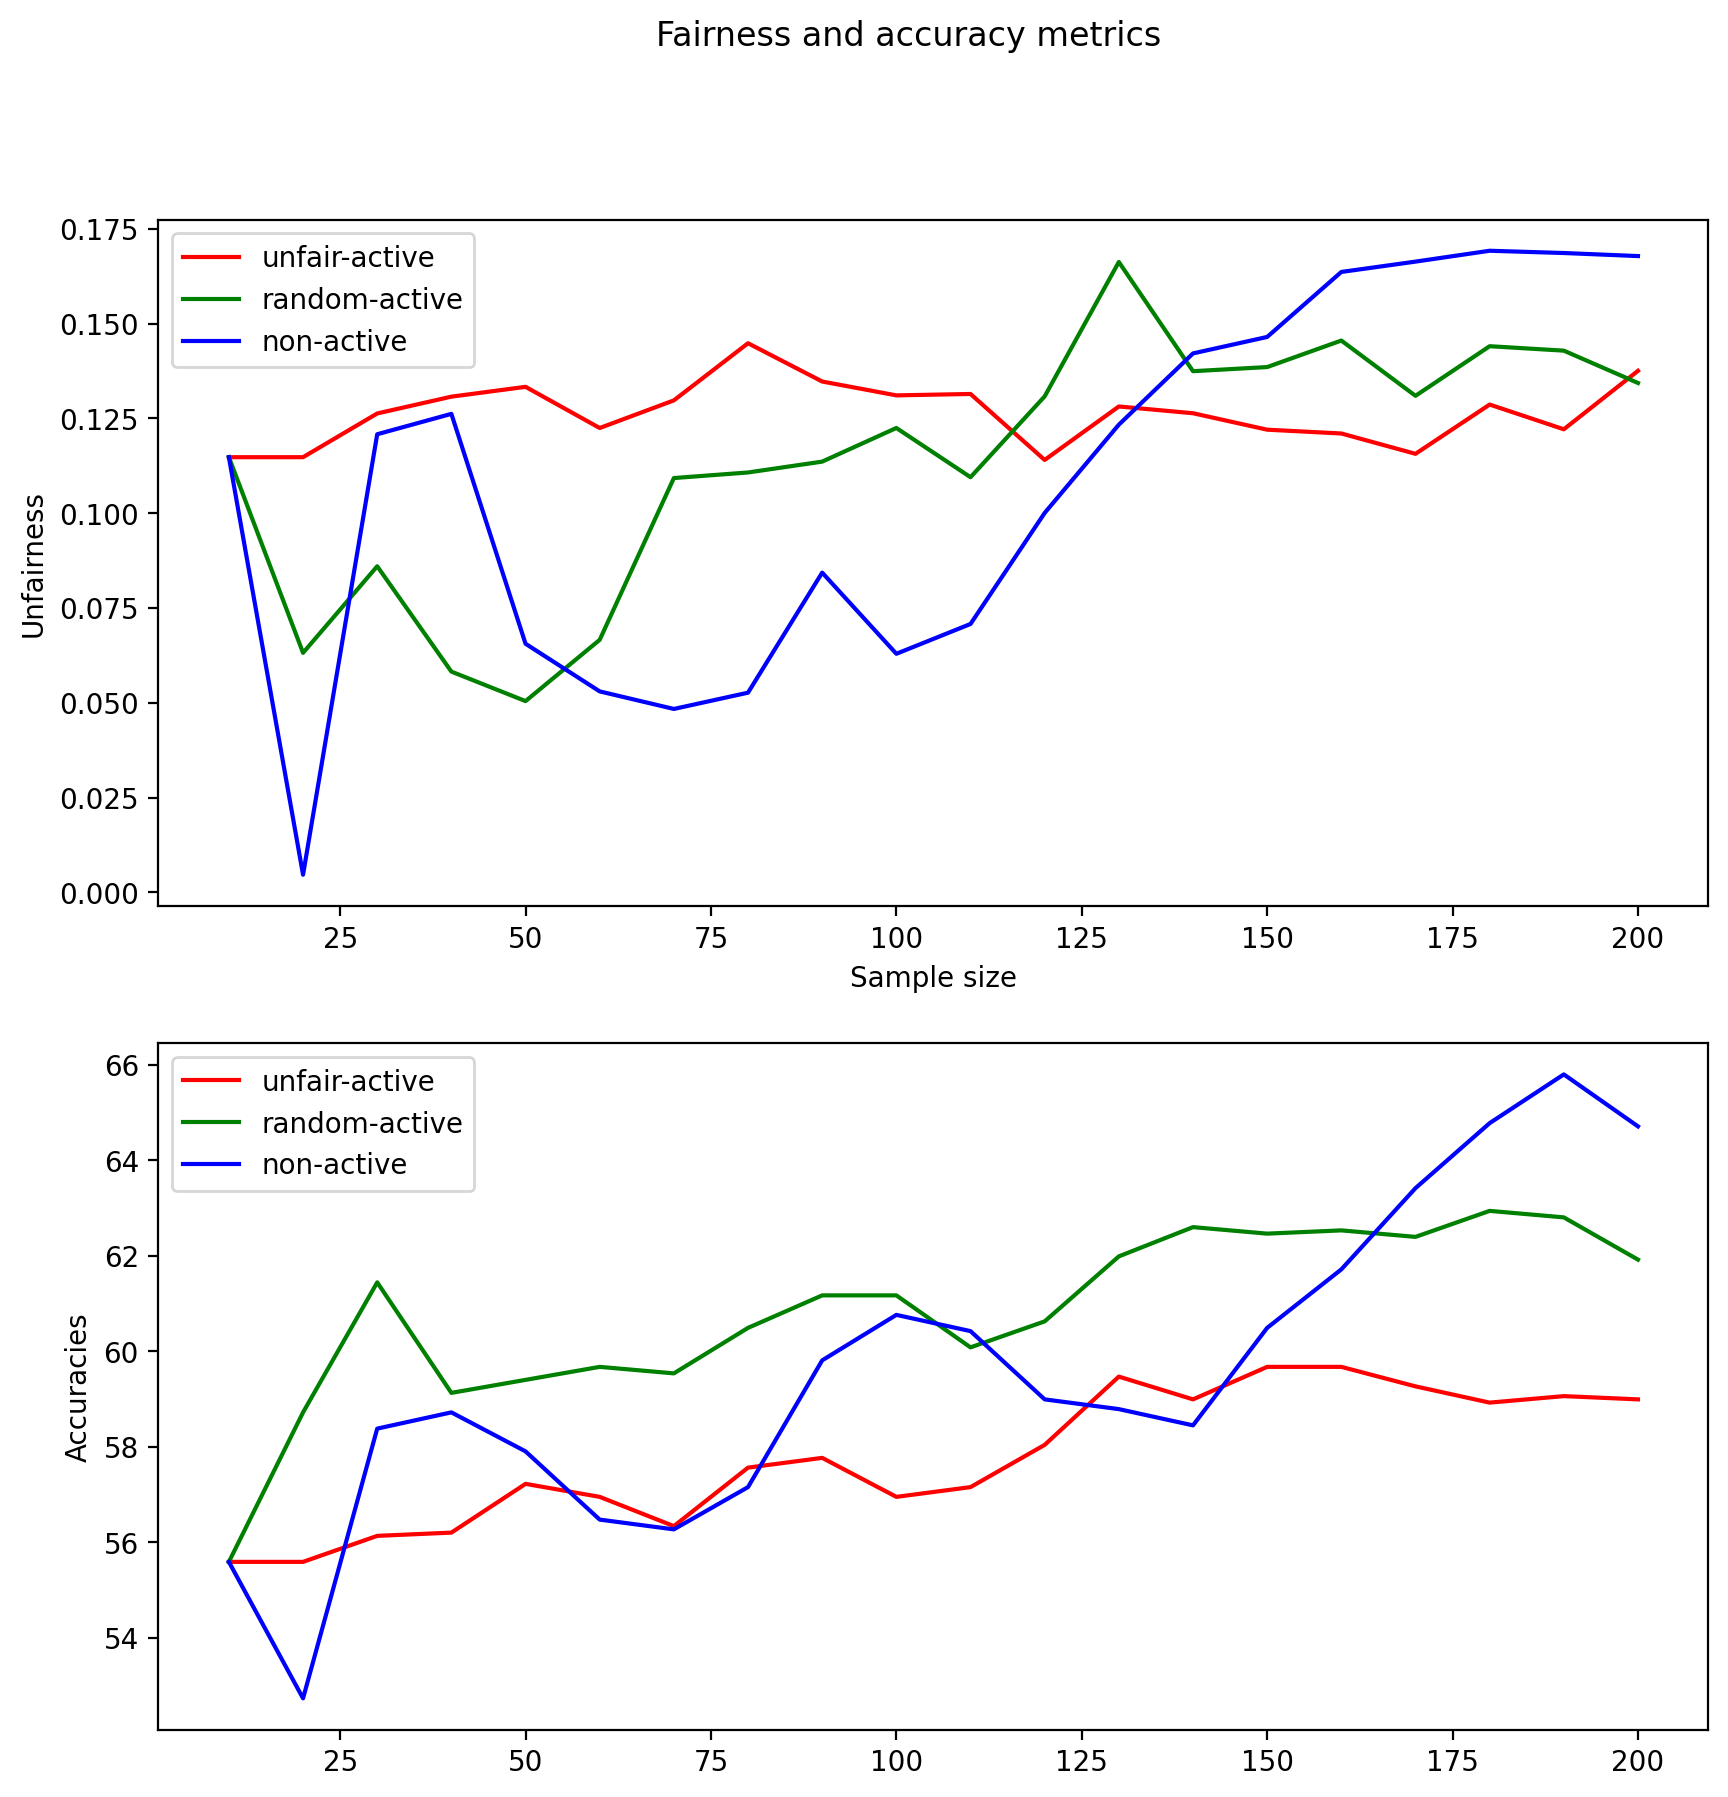 Fairness and accuracy metrics
0.175
0.150
0.125
0.100
0.075
0.050
0.025
0.000
Unfairness
unfair-active
random-active
non-active
25 50 75 100 125 150 175 200
Sample size
66
64
62
60
58
56
54
Accuracies
unfair-active
random-active
non-active
25 50 75 100 125 150 175 200